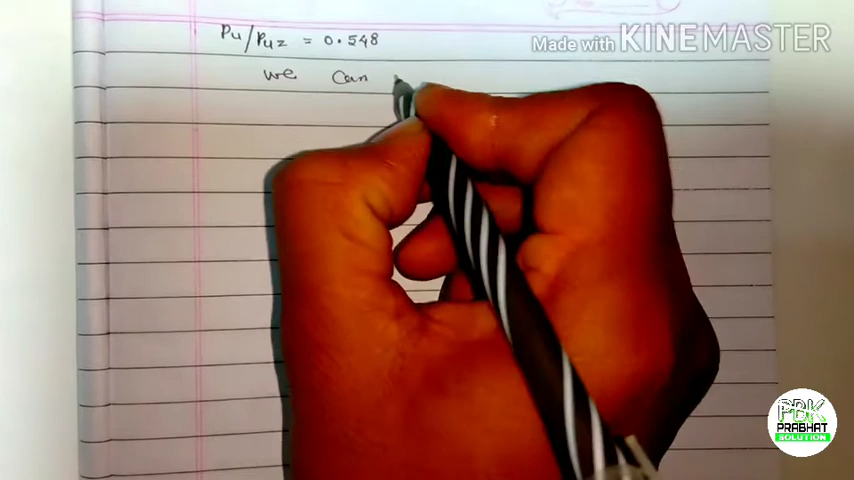 Pu/Puz = 0.548
we can
Made with KINEMASTER
PBK
PRABHAT
SOLUTION